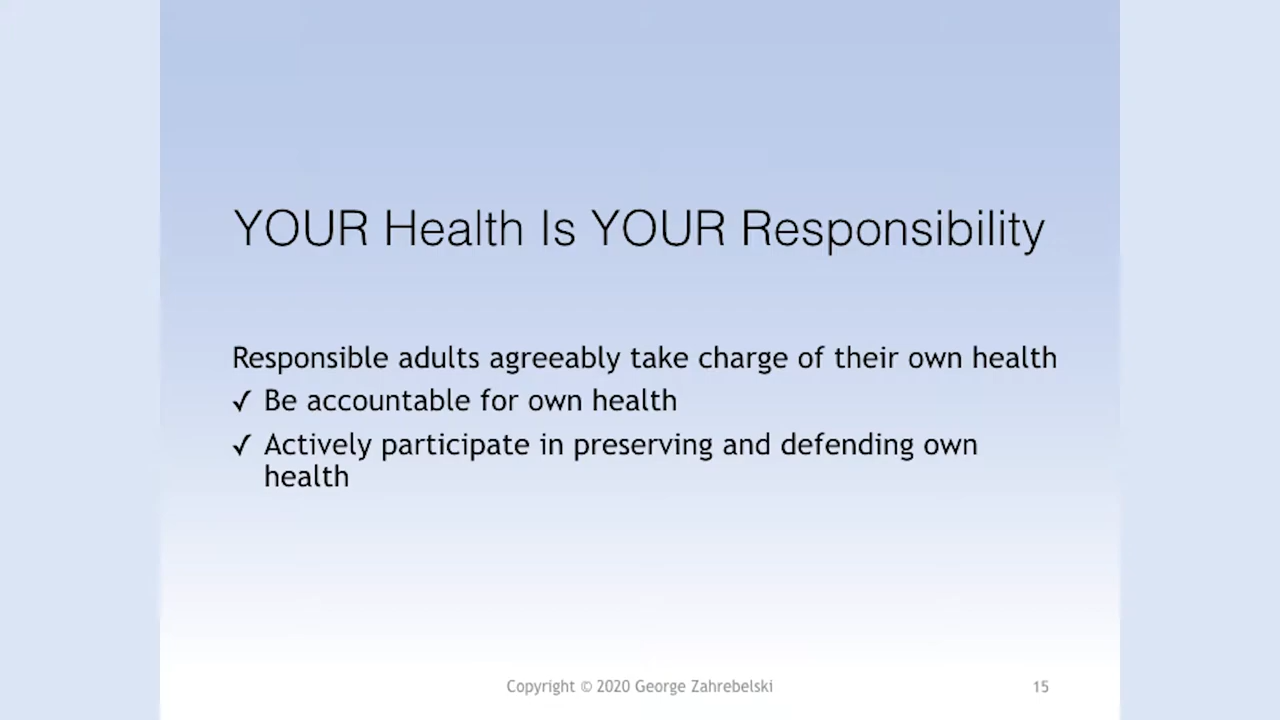 YOUR Health Is YOUR Responsibility
Responsible adults agreeably take charge of their own health
✓ Be accountable for own health
✓ Actively participate in preserving and defending own
health
Copyright © 2020 George Zahrebelski
15